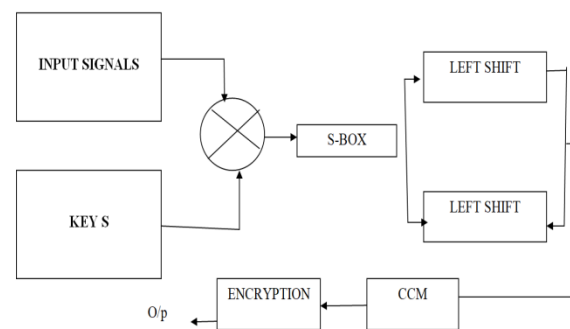 INPUT SIGNALS
LEFT SHIFT
S-BOX
KEY S
LEFT SHIFT
ENCRYPTION
CCM
O/p